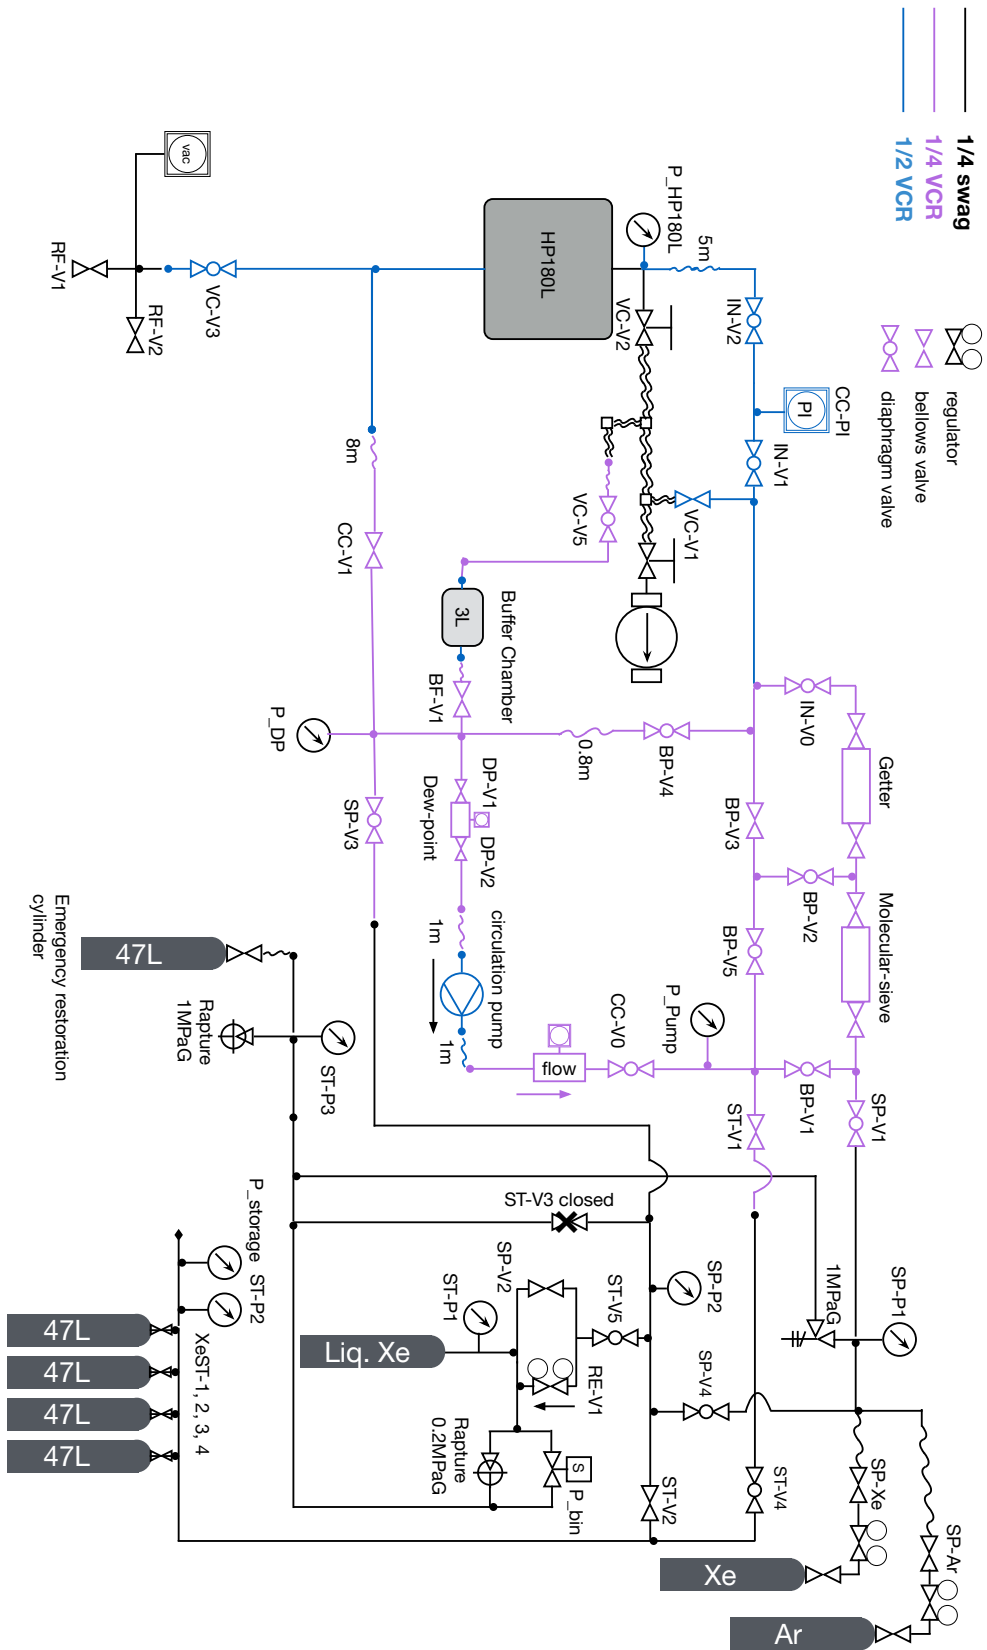 1/4 swag
1/4 VCR
1/2 VCR
regulator
bellows valve
diaphragm valve
vac
RF-V1
RF-V2
VC-V3
HP180L
P_HP180L
5m
VC-V2
IN-V2
CC-PI
PI
IN-V1
VC-V1
VC-V5
8m
CC-V1
3L
Buffer Chamber
BF-V1
P_DP
0.8m
BP-V4
IN-V0
Getter
BP-V3
BP-V2
Molecular-sieve
BP-V5
DP-V1
Dew-point
DP-V2
SP-V3
circulation pump
1m
1m
flow
CC-V0
P_Pump
BP-V1
SP-V1
ST-V1
47L
Emergency restoration
cylinder
Rapture
1MPaG
ST-P3
ST-V3 closed
P_storage
ST-P2
47L
47L
47L
47L
XeST-1, 2, 3, 4
Liq. Xe
ST-P1
SP-V2
ST-V5
RE-V1
SP-P2
Rapture
0.2MPaG
S
P_bin
ST-V2
SP-V4
ST-V4
1MPaG
SP-P1
SP-Xe
SP-Ar
Xe
Ar